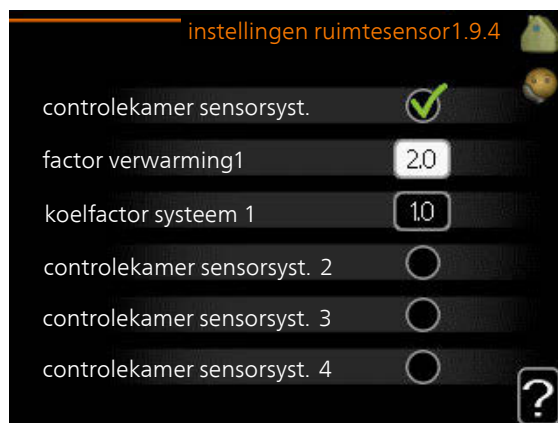 instellingen ruimtesensor1.9.4
controlekamer sensorsyst.
factor verwarming1 2.0
koelfactor systeem 1 1.0
controlekamer sensorsyst. 2
controlekamer sensorsyst. 3
controlekamer sensorsyst. 4
?